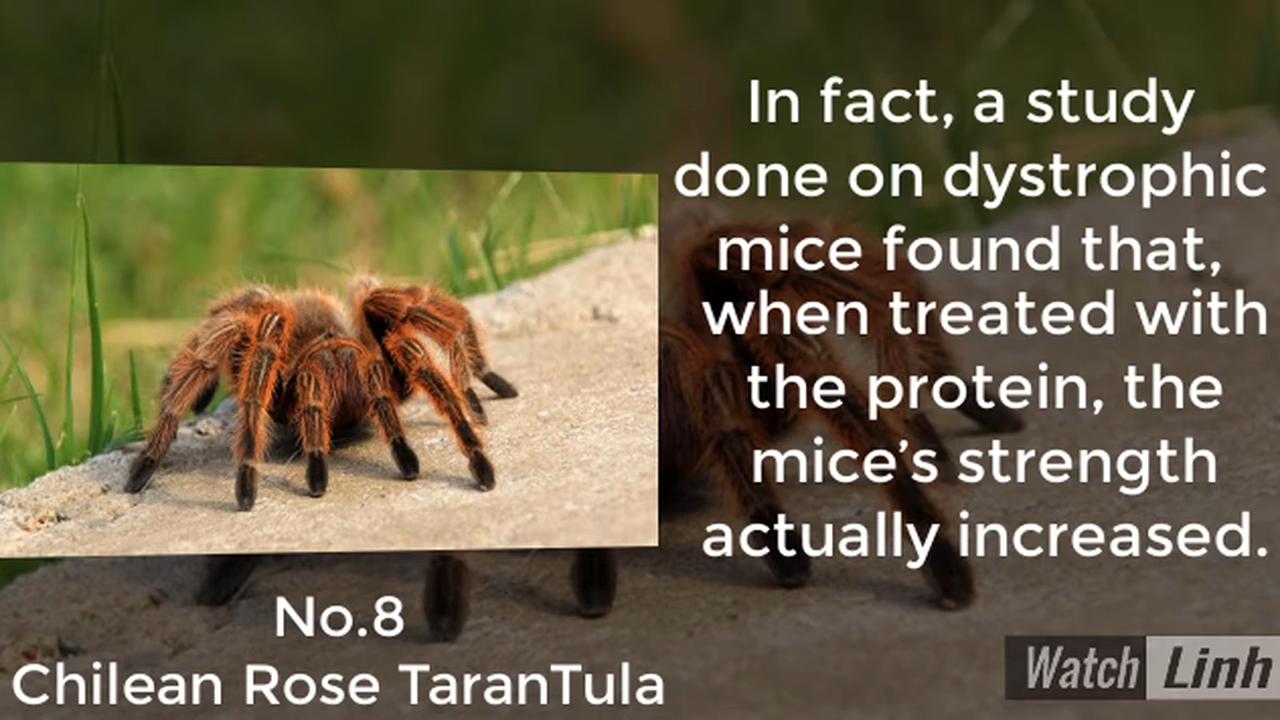 In fact, a study
done on dystrophic
mice found that,
when treated with
the protein, the
mice’s strength
actually increased.
No.8
Chilean Rose TaranTula
Watch Linh